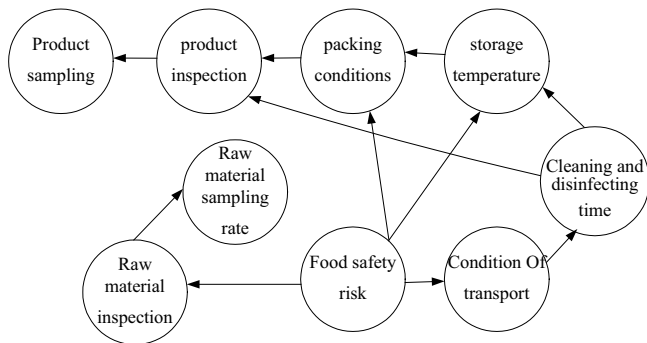 Product
sampling
product
inspection
packing
conditions
storage
temperature
Raw
material
sampling
rate
Cleaning and
disinfecting
time
Raw
material
inspection
Food safety
risk
Condition Of
transport